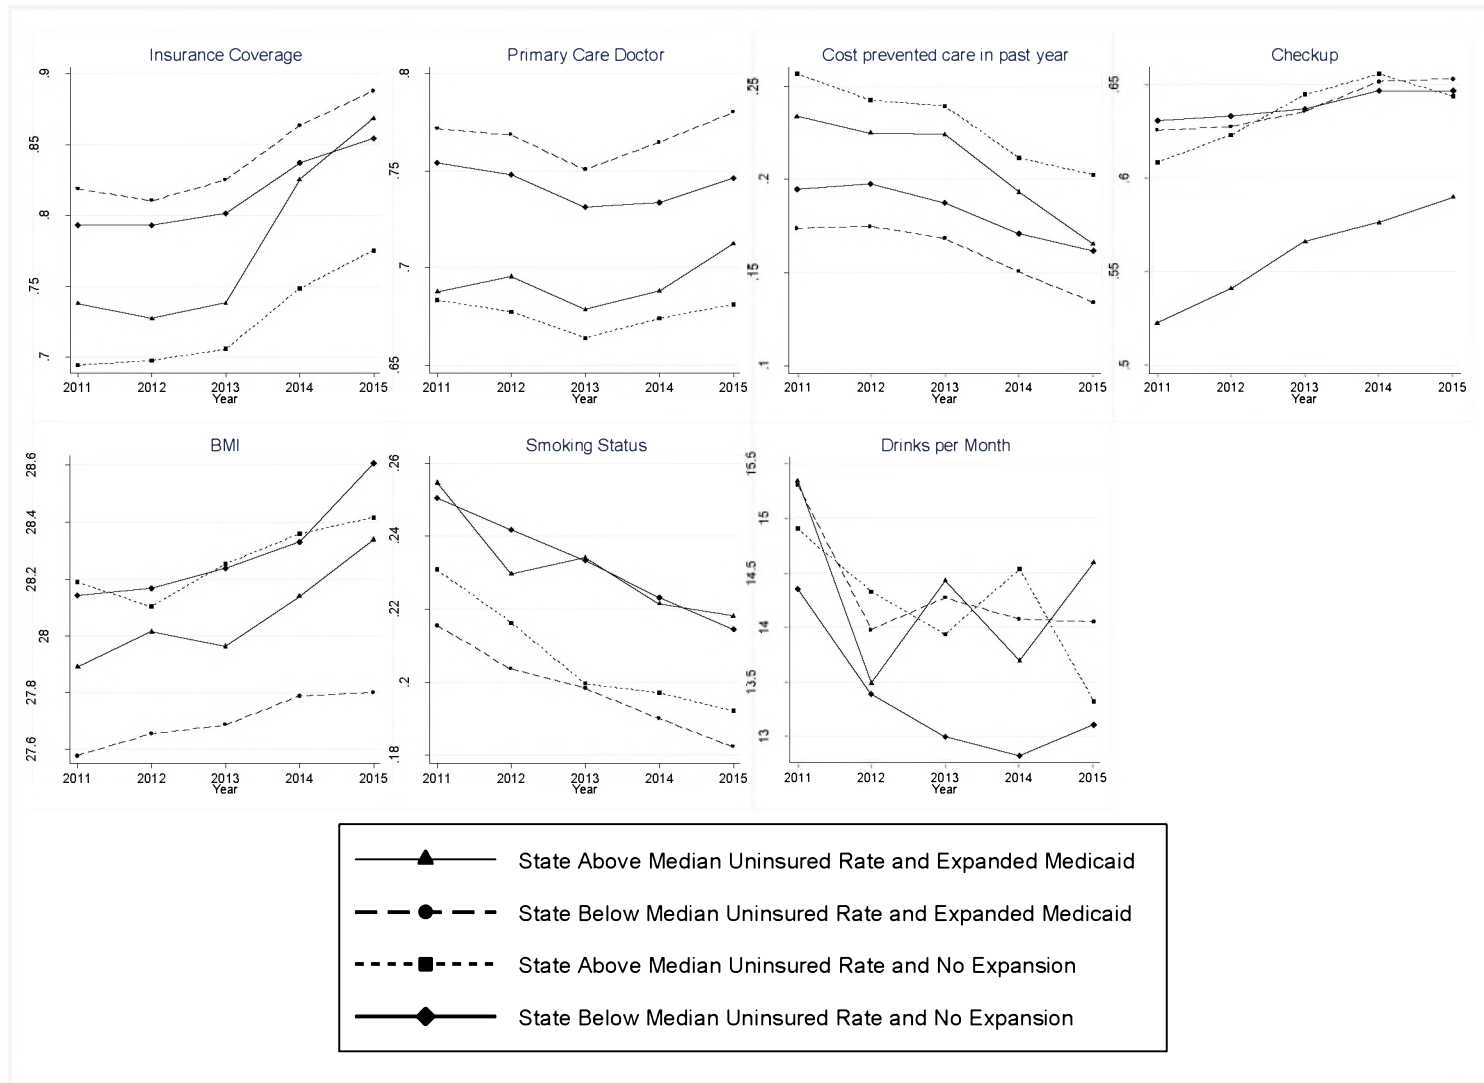 Insurance Coverage
.9
.85
.8
.75
.7
2011 2012 2013 2014 2015
Year
Primary Care Doctor
.8
.75
.7
.65
2011 2012 2013 2014 2015
Year
Cost prevented care in past year
.25
.2
.15
.1
2011 2012 2013 2014 2015
Year
Checkup
.65
.6
.55
.5
2011 2012 2013 2014 2015
Year
BMI
28.6
28.4
28.2
28
27.8
27.6
2011 2012 2013 2014 2015
Year
Smoking Status
.26
.24
.22
.2
.18
2011 2012 2013 2014 2015
Year
Drinks per Month
15.5
15
14.5
14
13.5
13
2011 2012 2013 2014 2015
Year
State Above Median Uninsured Rate and Expanded Medicaid
State Below Median Uninsured Rate and Expanded Medicaid
State Above Median Uninsured Rate and No Expansion
State Below Median Uninsured Rate and No Expansion